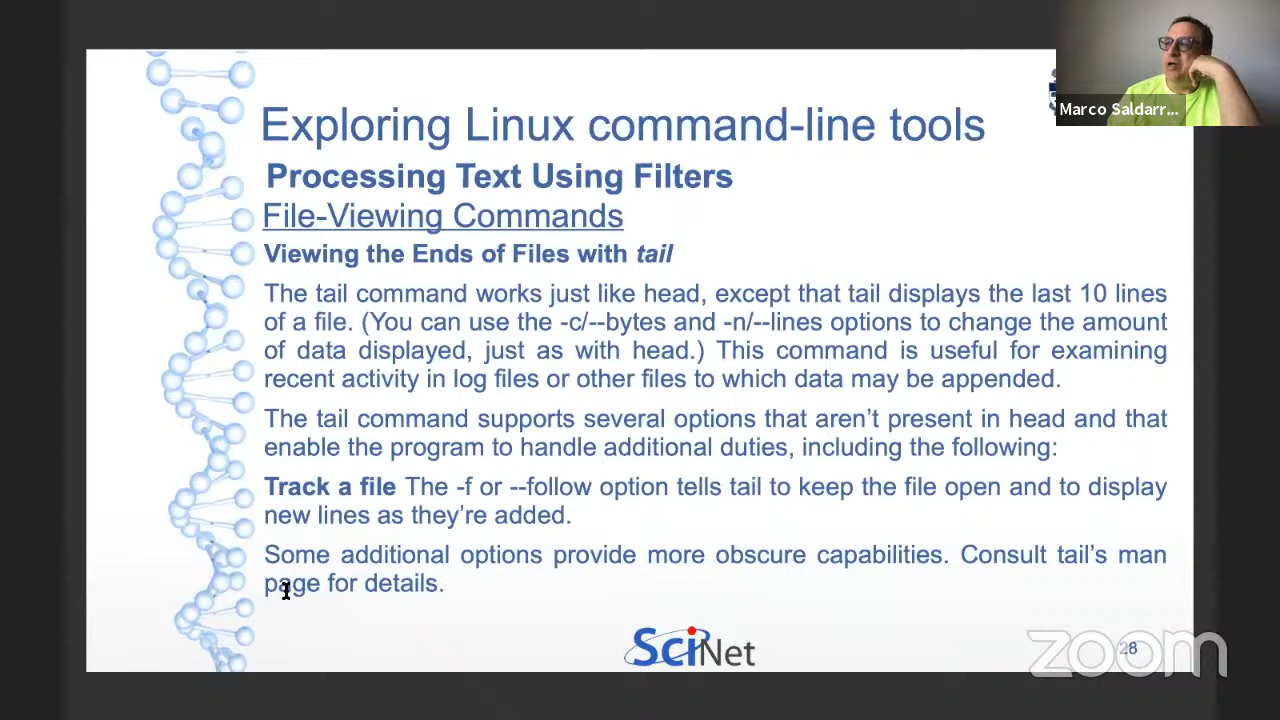 Marco Saldarr...
Exploring Linux command-line tools
Processing Text Using Filters
File-Viewing Commands
Viewing the Ends of Files with tail
The tail command works just like head, except that tail displays the last 10 lines
of a file. (You can use the -c/--bytes and -n/--lines options to change the amount
of data displayed, just as with head.) This command is useful for examining
recent activity in log files or other files to which data may be appended.
The tail command supports several options that aren't present in head and that
enable the program to handle additional duties, including the following:
Track a file The -f or --follow option tells tail to keep the file open and to display
new lines as they're added.
Some additional options provide more obscure capabilities. Consult tail's man
page for details.
SciNet
28
zoom